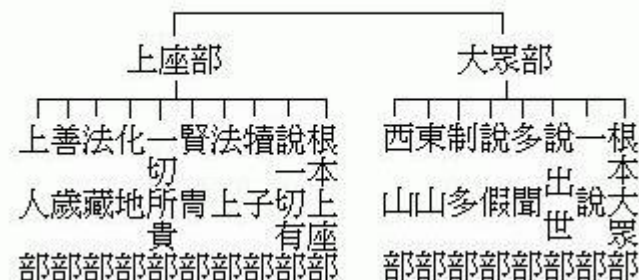 上座部
大眾部
上人部
善歲部
法藏部
化地部
一切所貴部
賢冑部
法上部
犢子部
說一切有部
根本上座部
西山部
東山部
制多部
說假部
多聞部
說出世部
一說部
根本大眾部